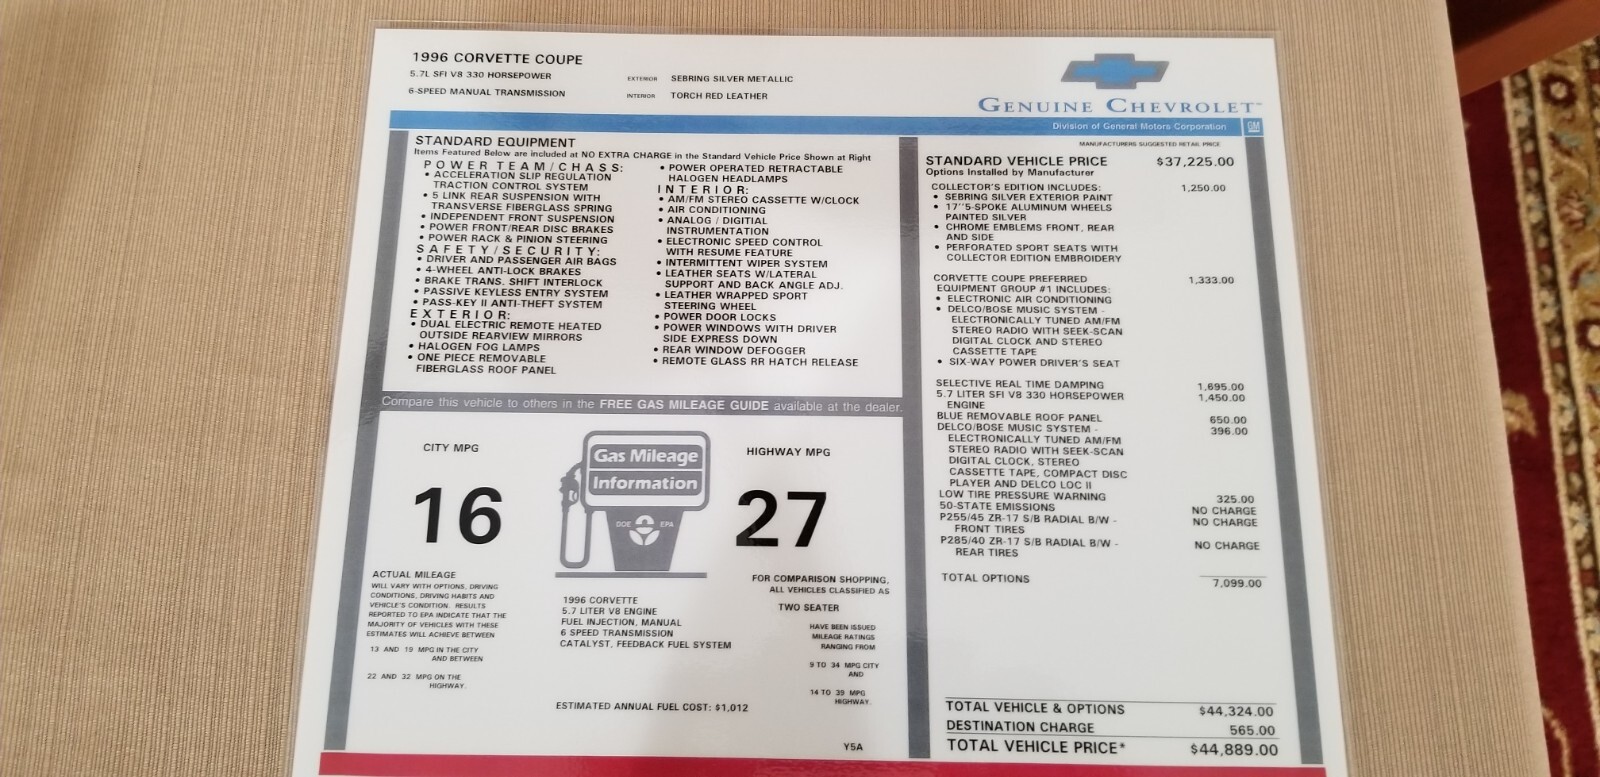 1996 CORVETTE COUPE
5.7L SFI V8 330 HORSEPOWER
6-SPEED MANUAL TRANSMISSION
EXTERIOR SEBRING SILVER METALLIC
INTERIOR TORCH RED LEATHER
GENUINE CHEVROLET™
Division of General Motors Corporation
GM
STANDARD EQUIPMENT
Items Featured Below are included at NO EXTRA CHARGE in the Standard Vehicle Price Shown at Right
POWER TEAM/CHASS:
• ACCELERATION SLIP REGULATION
TRACTION CONTROL SYSTEM
• 5 LINK REAR SUSPENSION WITH
TRANSVERSE FIBERGLASS SPRING
• INDEPENDENT FRONT SUSPENSION
• POWER FRONT/REAR DISC BRAKES
• POWER RACK & PINION STEERING
SAFETY/SECURITY:
• DRIVER AND PASSENGER AIR BAGS
• 4-WHEEL ANTI-LOCK BRAKES
• BRAKE TRANS. SHIFT INTERLOCK
• PASSIVE KEYLESS ENTRY SYSTEM
• PASS-KEY II ANTI-THEFT SYSTEM
EXTERIOR:
• DUAL ELECTRIC REMOTE HEATED
OUTSIDE REARVIEW MIRRORS
• HALOGEN FOG LAMPS
• ONE PIECE REMOVABLE
FIBERGLASS ROOF PANEL
• POWER OPERATED RETRACTABLE
HALOGEN HEADLAMPS
INTERIOR:
• AM/FM STEREO CASSETTE W/CLOCK
• AIR CONDITIONING
• ANALOG / DIGITIAL
INSTRUMENTATION
• ELECTRONIC SPEED CONTROL
WITH RESUME FEATURE
• INTERMITTENT WIPER SYSTEM
• LEATHER SEATS W/LATERAL
SUPPORT AND BACK ANGLE ADJ.
• LEATHER WRAPPED SPORT
STEERING WHEEL
• POWER DOOR LOCKS
• POWER WINDOWS WITH DRIVER
SIDE EXPRESS DOWN
• REAR WINDOW DEFOGGER
• REMOTE GLASS RR HATCH RELEASE
Compare this vehicle to others in the FREE GAS MILEAGE GUIDE available at the dealer.
CITY MPG
16
Gas Mileage
Information
DOE EPA
HIGHWAY MPG
27
ACTUAL MILEAGE
WILL VARY WITH OPTIONS, DRIVING
CONDITIONS, DRIVING HABITS AND
VEHICLE'S CONDITION. RESULTS
REPORTED TO EPA INDICATE THAT THE
MAJORITY OF VEHICLES WITH THESE
ESTIMATES WILL ACHIEVE BETWEEN
13 AND 19 MPG IN THE CITY
AND BETWEEN
22 AND 32 MPG ON THE
HIGHWAY.
1996 CORVETTE
5.7 LITER V8 ENGINE
FUEL INJECTION, MANUAL
6 SPEED TRANSMISSION
CATALYST, FEEDBACK FUEL SYSTEM
ESTIMATED ANNUAL FUEL COST: $1,012
FOR COMPARISON SHOPPING,
ALL VEHICLES CLASSIFIED AS
TWO SEATER
HAVE BEEN ISSUED
MILEAGE RATINGS
RANGING FROM
9 TO 34 MPG CITY
AND
14 TO 39 MPG
HIGHWAY.
Y5A
MANUFACTURERS SUGGESTED RETAIL PRICE
STANDARD VEHICLE PRICE $37,225.00
Options Installed by Manufacturer
COLLECTOR'S EDITION INCLUDES: 1,250.00
• SEBRING SILVER EXTERIOR PAINT
• 17"5-SPOKE ALUMINUM WHEELS
PAINTED SILVER
• CHROME EMBLEMS FRONT, REAR
AND SIDE
• PERFORATED SPORT SEATS WITH
COLLECTOR EDITION EMBROIDERY
CORVETTE COUPE PREFERRED 1,333.00
EQUIPMENT GROUP #1 INCLUDES:
• ELECTRONIC AIR CONDITIONING
• DELCO/BOSE MUSIC SYSTEM -
ELECTRONICALLY TUNED AM/FM
STEREO RADIO WITH SEEK-SCAN
DIGITAL CLOCK AND STEREO
CASSETTE TAPE
• SIX-WAY POWER DRIVER'S SEAT
SELECTIVE REAL TIME DAMPING 1,695.00
5.7 LITER SFI V8 330 HORSEPOWER 1,450.00
ENGINE
BLUE REMOVABLE ROOF PANEL 650.00
DELCO/BOSE MUSIC SYSTEM - 396.00
ELECTRONICALLY TUNED AM/FM
STEREO RADIO WITH SEEK-SCAN
DIGITAL CLOCK, STEREO
CASSETTE TAPE, COMPACT DISC
PLAYER AND DELCO LOC II
LOW TIRE PRESSURE WARNING 325.00
50-STATE EMISSIONS NO CHARGE
P255/45 ZR-17 S/B RADIAL B/W - NO CHARGE
FRONT TIRES
P285/40 ZR-17 S/B RADIAL B/W - NO CHARGE
REAR TIRES
TOTAL OPTIONS 7,099.00
TOTAL VEHICLE & OPTIONS $44,324.00
DESTINATION CHARGE 565.00
TOTAL VEHICLE PRICE* $44,889.00